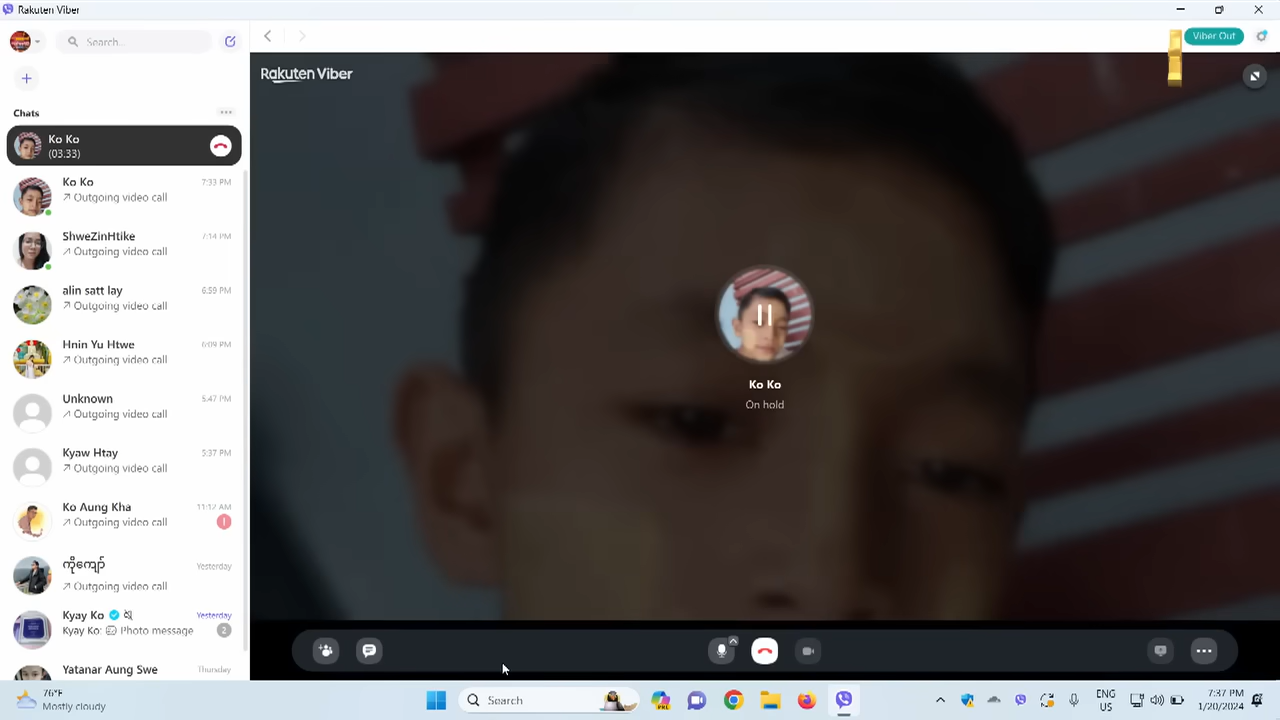 Rakuten Viber
Search...
Viber Out
Rakuten Viber
Chats
Ko Ko
(03:33)
Ko Ko
7:33 PM
Outgoing video call
ShweZinHtike
7:14 PM
Outgoing video call
alin satt lay
6:59 PM
Outgoing video call
Hnin Yu Htwe
6:09 PM
Outgoing video call
Unknown
5:47 PM
Outgoing video call
Kyaw Htay
5:37 PM
Outgoing video call
Ko Aung Kha
11:12 AM
Outgoing video call
1
ကိုကျော်
Yesterday
Outgoing video call
Kyay Ko
Yesterday
Kyay Ko: Photo message
2
Yatanar Aung Swe
Thursday
Ko Ko
On hold
76°F
Mostly cloudy
Search
ENG
US
7:37 PM
1/20/2024